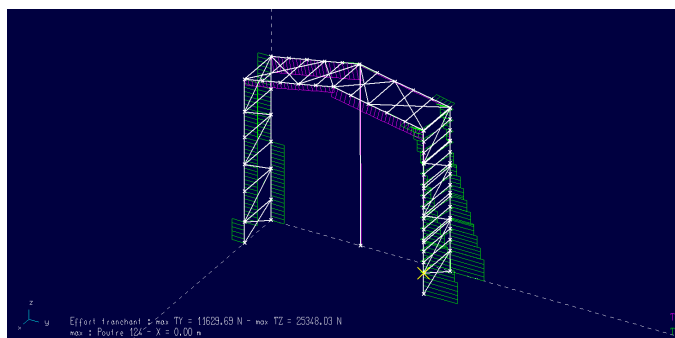 z
y
x
Effort tranchant : max TY = 11629.69 N - max TZ = 25348.03 N
max : Poutre 124 - X = 0.00 m